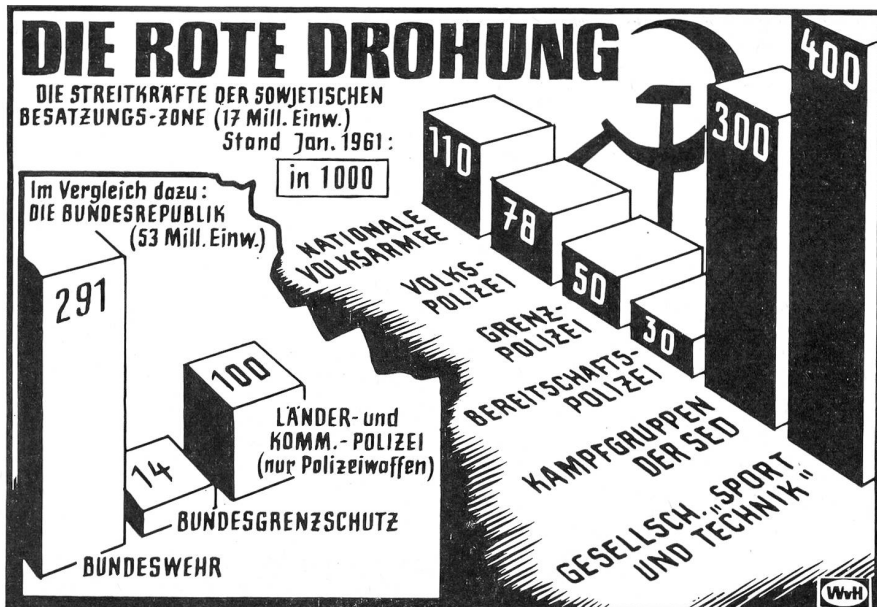 DIE ROTE DROHUNG
DIE STREITKRÄFTE DER SOWJETISCHEN
BESATZUNGS-ZONE (17 Mill. Einw.)
Stand Jan. 1961:
in 1000
Im Vergleich dazu:
DIE BUNDESREPUBLIK
(53 Mill. Einw.)
291
BUNDESWEHR
14
BUNDESGRENZSCHUTZ
100
LÄNDER- und
KOMM.-POLIZEI
(nur Polizeiwaffen)
110
NATIONALE
VOLKSARMEE
78
VOLKS-
POLIZEI
50
GRENZ-
POLIZEI
30
BEREITSCHAFTS-
POLIZEI
300
KAMPFGRUPPEN
DER SED
400
GESELLSCH. „SPORT
UND TECHNIK"
WvH